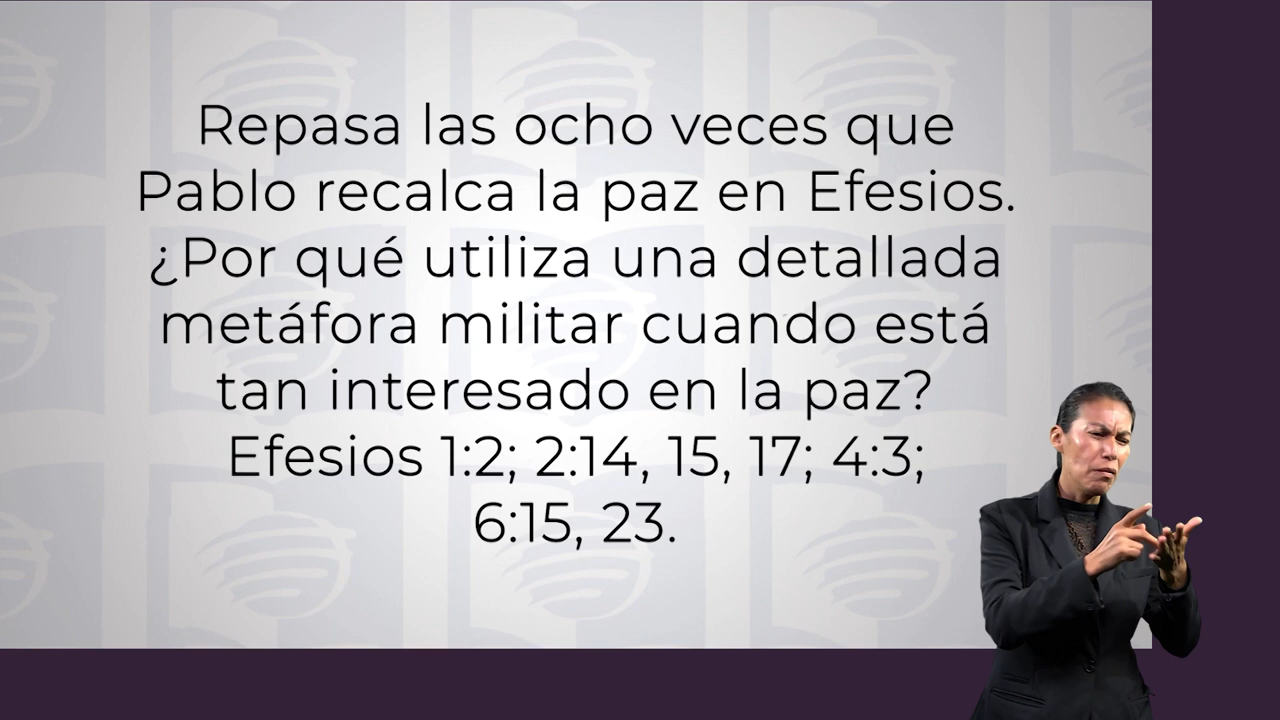 Repasa las ocho veces que
Pablo recalca la paz en Efesios.
¿Por qué utiliza una detallada
metáfora militar cuando está
tan interesado en la paz?
Efesios 1:2; 2:14, 15, 17; 4:3;
6:15, 23.